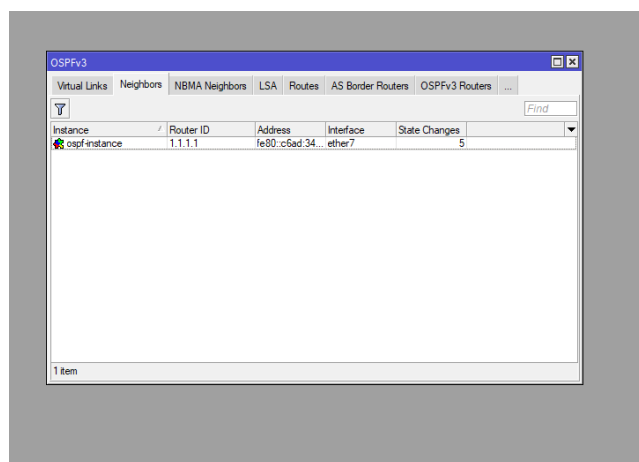 OSPFv3
Virtual Links Neighbors NBMA Neighbors LSA Routes AS Border Routers OSPFv3 Routers ...
Find
Instance Router ID Address Interface State Changes
ospf-instance 1.1.1.1 fe80::c6ad:34... ether7 5
1 item